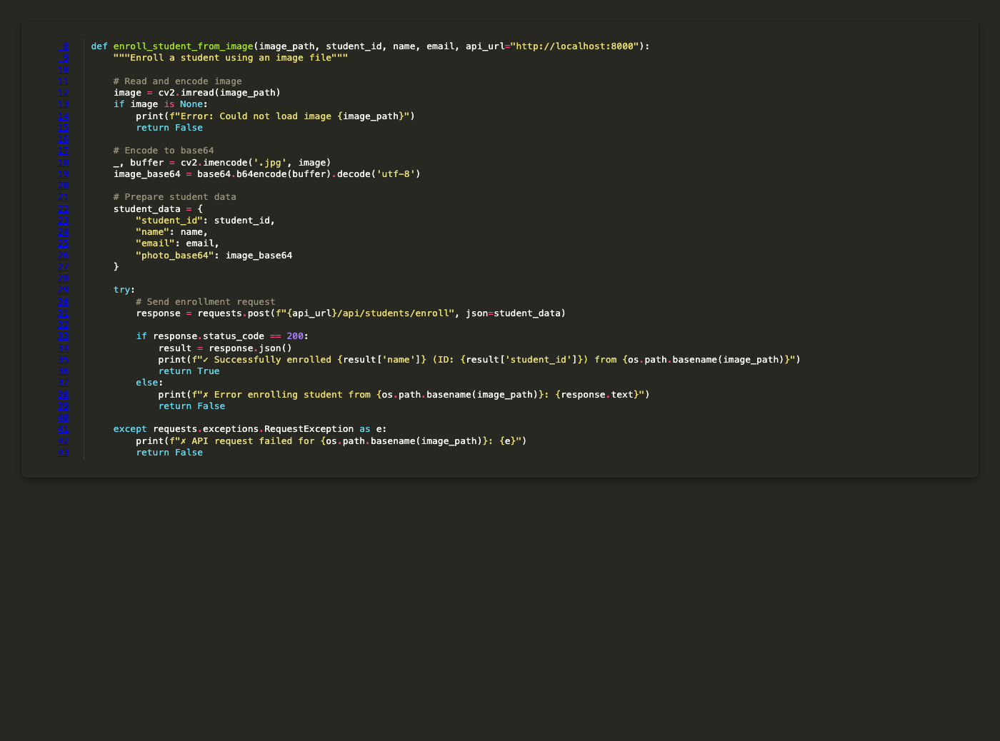 8 def enroll_student_from_image(image_path, student_id, name, email, api_url="http://localhost:8000"):
9     """Enroll a student using an image file"""
10
11     # Read and encode image
12     image = cv2.imread(image_path)
13     if image is None:
14         print(f"Error: Could not load image {image_path}")
15         return False
16
17     # Encode to base64
18     _, buffer = cv2.imencode('.jpg', image)
19     image_base64 = base64.b64encode(buffer).decode('utf-8')
20
21     # Prepare student data
22     student_data = {
23         "student_id": student_id,
24         "name": name,
25         "email": email,
26         "photo_base64": image_base64
27     }
28
29     try:
30         # Send enrollment request
31         response = requests.post(f"{api_url}/api/students/enroll", json=student_data)
32
33         if response.status_code == 200:
34             result = response.json()
35             print(f"✓ Successfully enrolled {result['name']} (ID: {result['student_id']}) from {os.path.basename(image_path)}")
36             return True
37         else:
38             print(f"✗ Error enrolling student from {os.path.basename(image_path)}: {response.text}")
39             return False
40
41     except requests.exceptions.RequestException as e:
42         print(f"✗ API request failed for {os.path.basename(image_path)}: {e}")
43         return False